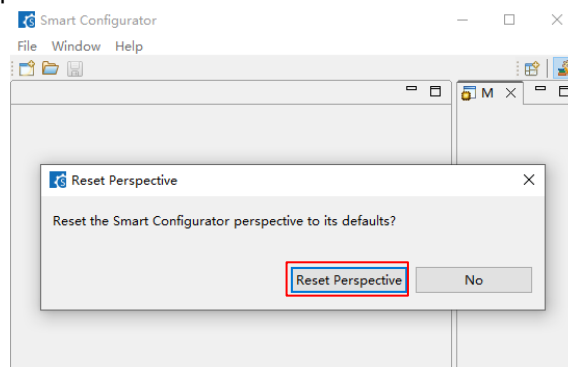 Smart Configurator
File Window Help
M
Reset Perspective
Reset the Smart Configurator perspective to its defaults?
Reset Perspective No